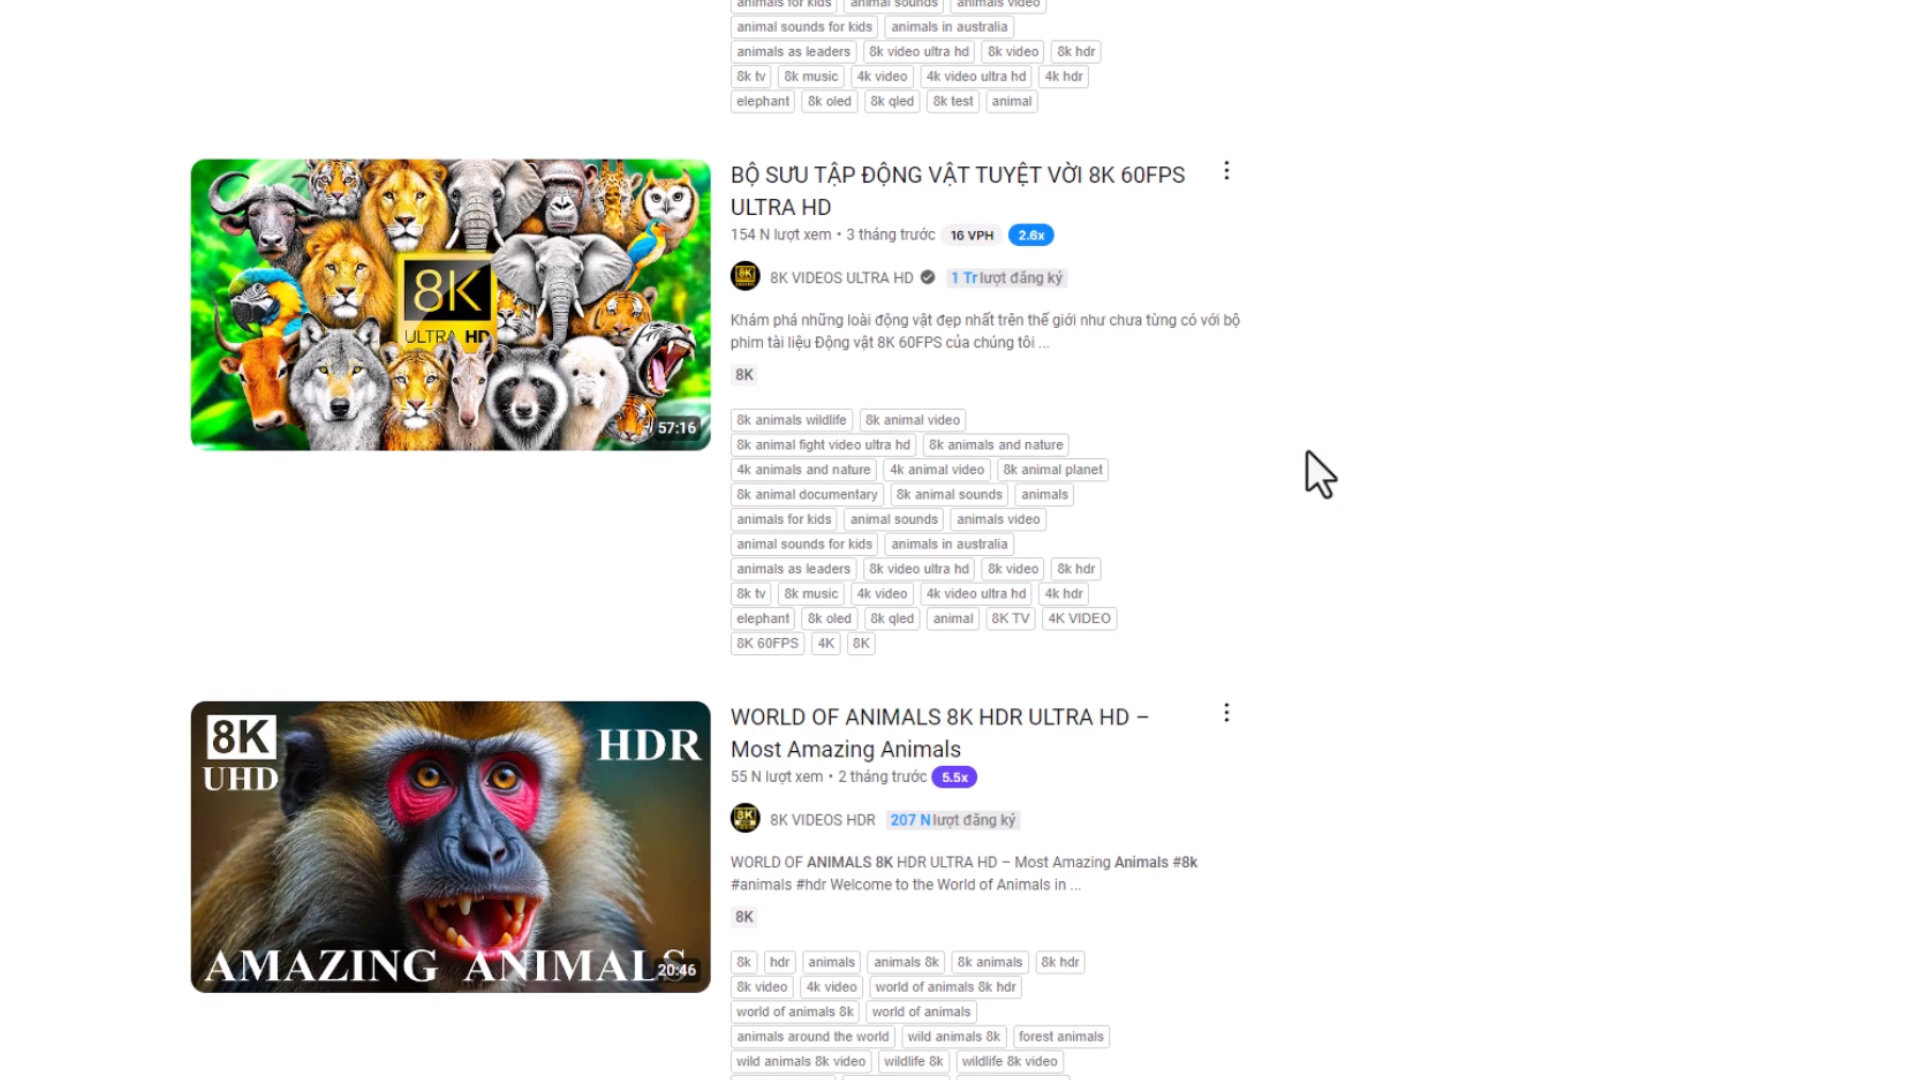 animals for kids animal sounds animals video
animal sounds for kids animals in australia
animals as leaders 8k video ultra hd 8k video 8k hdr
8k tv 8k music 4k video 4k video ultra hd 4k hdr
elephant 8k oled 8k qled 8k test animal
8K
ULTRA HD
57:16
BỘ SƯU TẬP ĐỘNG VẬT TUYỆT VỜI 8K 60FPS
ULTRA HD
154 N lượt xem • 3 tháng trước 16 VPH 2.6x
8K VIDEOS ULTRA HD 1 Tr lượt đăng ký
Khám phá những loài động vật đẹp nhất trên thế giới như chưa từng có với bộ
phim tài liệu Động vật 8K 60FPS của chúng tôi ...
8K
8k animals wildlife 8k animal video
8k animal fight video ultra hd 8k animals and nature
4k animals and nature 4k animal video 8k animal planet
8k animal documentary 8k animal sounds animals
animals for kids animal sounds animals video
animal sounds for kids animals in australia
animals as leaders 8k video ultra hd 8k video 8k hdr
8k tv 8k music 4k video 4k video ultra hd 4k hdr
elephant 8k oled 8k qled animal 8K TV 4K VIDEO
8K 60FPS 4K 8K
8K
UHD
HDR
AMAZING ANIMALS
20:46
WORLD OF ANIMALS 8K HDR ULTRA HD –
Most Amazing Animals
55 N lượt xem • 2 tháng trước 5.5x
8K VIDEOS HDR 207 N lượt đăng ký
WORLD OF ANIMALS 8K HDR ULTRA HD – Most Amazing Animals #8k
#animals #hdr Welcome to the World of Animals in ...
8K
8k hdr animals animals 8k 8k animals 8k hdr
8k video 4k video world of animals 8k hdr
world of animals 8k world of animals
animals around the world wild animals 8k forest animals
wild animals 8k video wildlife 8k wildlife 8k video